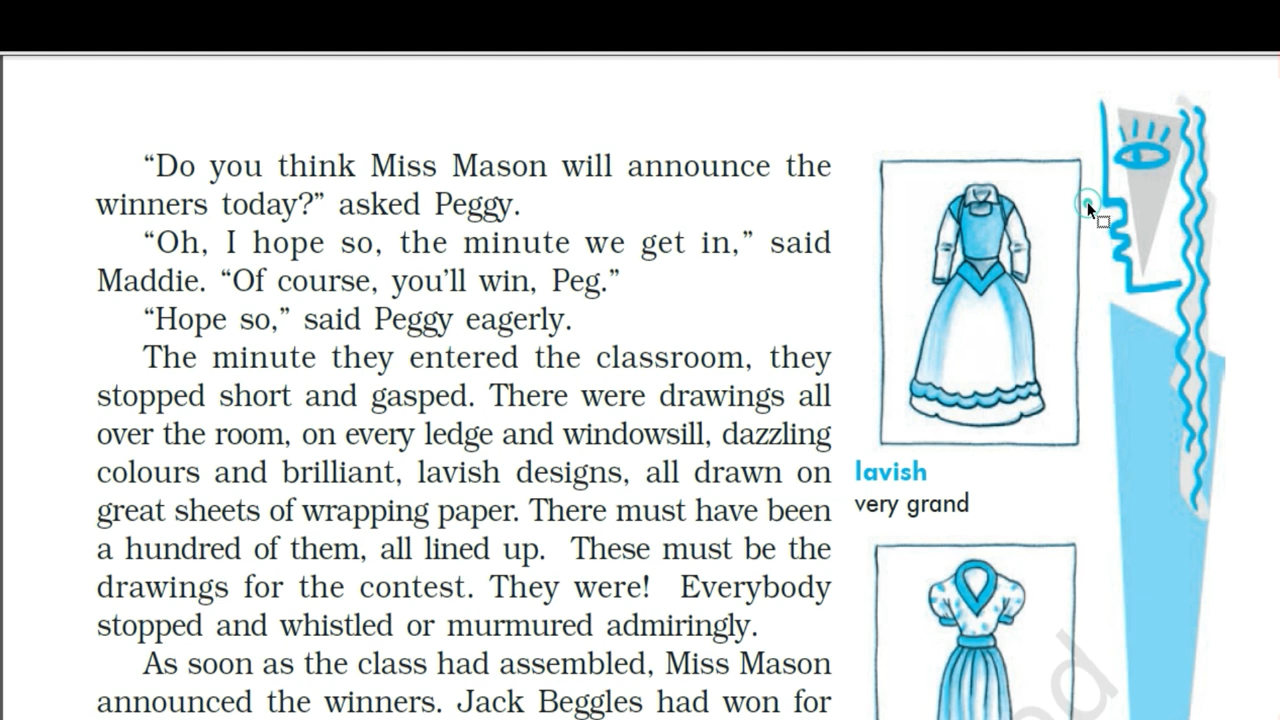 “Do you think Miss Mason will announce the
winners today?” asked Peggy.
“Oh, I hope so, the minute we get in,” said
Maddie. “Of course, you’ll win, Peg.”
“Hope so,” said Peggy eagerly.
The minute they entered the classroom, they
stopped short and gasped. There were drawings all
over the room, on every ledge and windowsill, dazzling
colours and brilliant, lavish designs, all drawn on
great sheets of wrapping paper. There must have been
a hundred of them, all lined up. These must be the
drawings for the contest. They were! Everybody
stopped and whistled or murmured admiringly.
As soon as the class had assembled, Miss Mason
announced the winners. Jack Beggles had won for
lavish
very grand